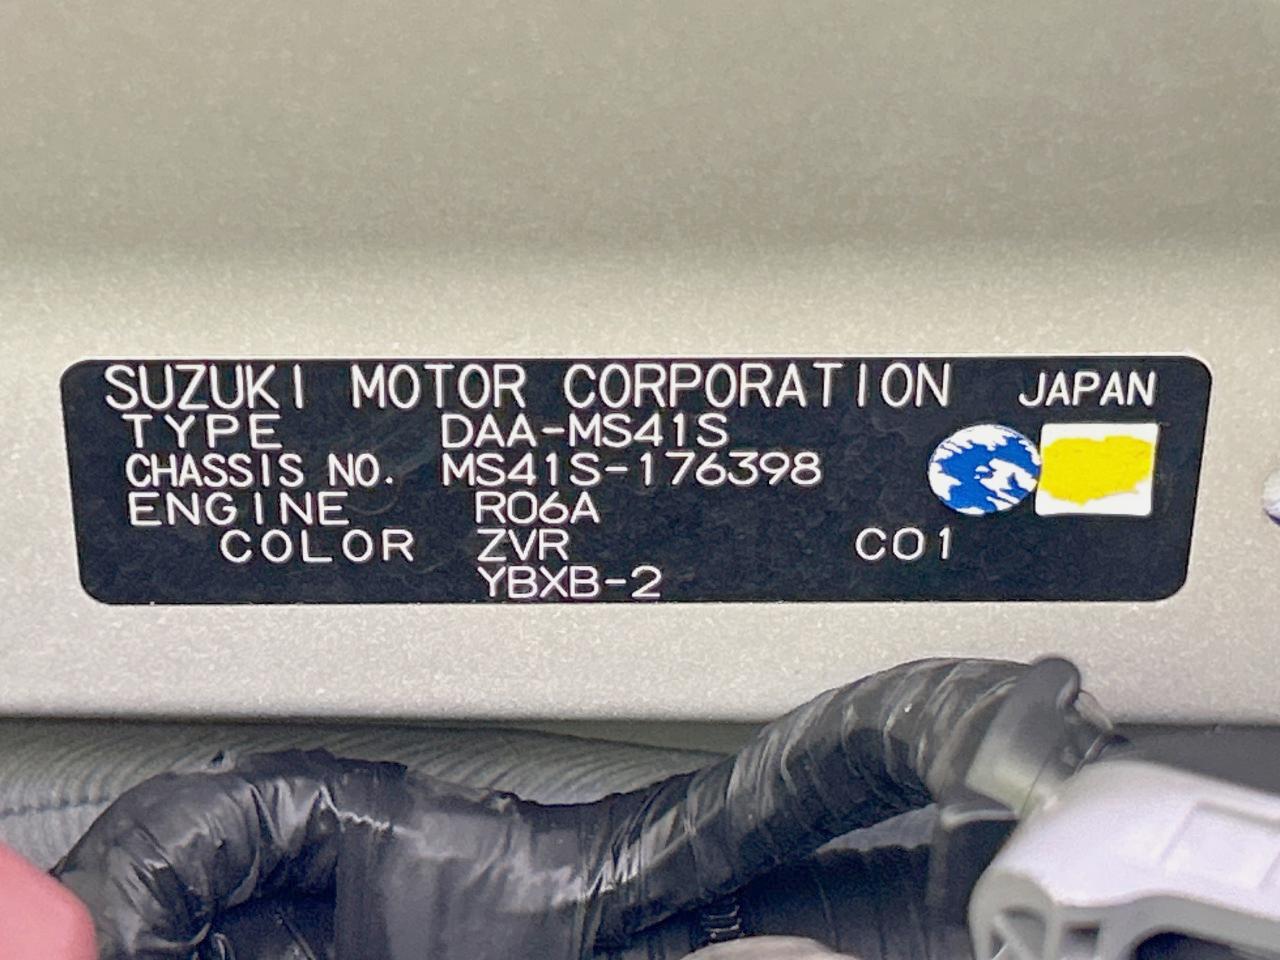 SUZUKI MOTOR CORPORATION JAPAN
TYPE DAA-MS41S
CHASSIS NO. MS41S-176398
ENGINE R06A
COLOR ZVR C01
YBXB-2